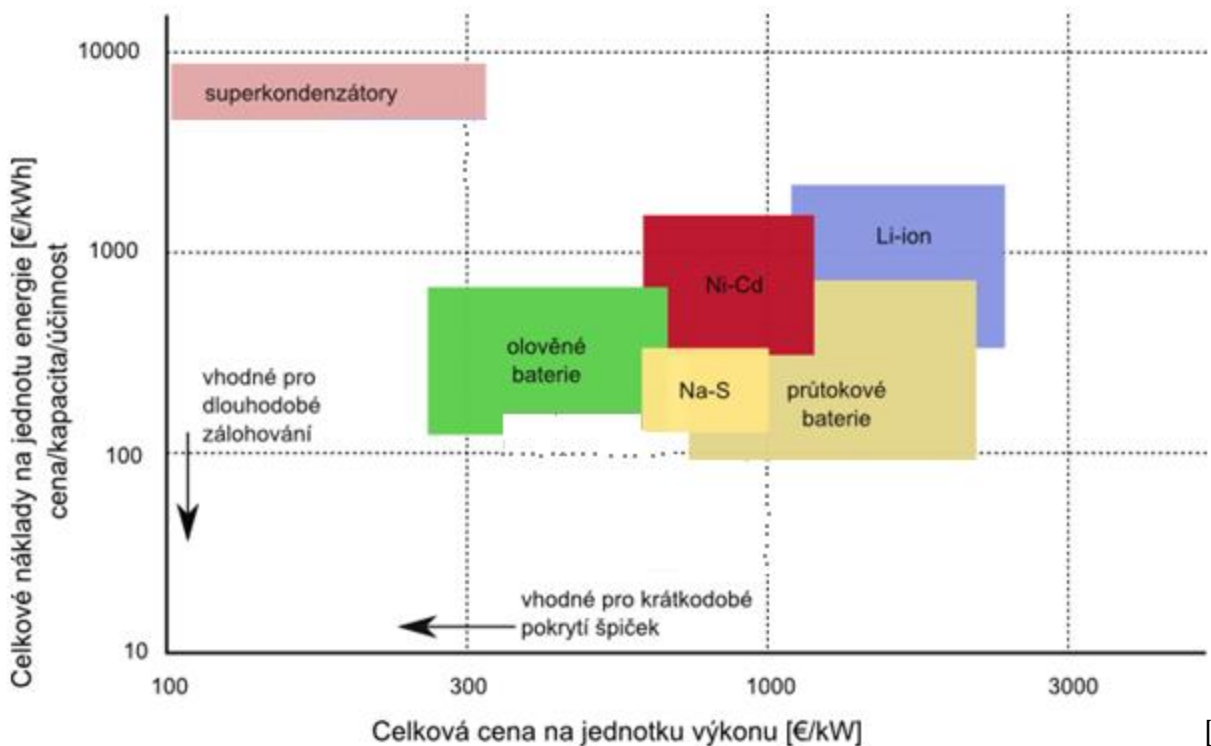 Celkové náklady na jednotu energie [€/kWh]
cena/kapacita/účinnost
10000
1000
100
10
superkondenzátory
Li-ion
Ni-Cd
olověné
baterie
Na-S
průtokové
baterie
vhodné pro
dlouhodobé
zálohování
vhodné pro krátkodobé
pokrytí špiček
100
300
1000
3000
Celková cena na jednotku výkonu [€/kW]
[